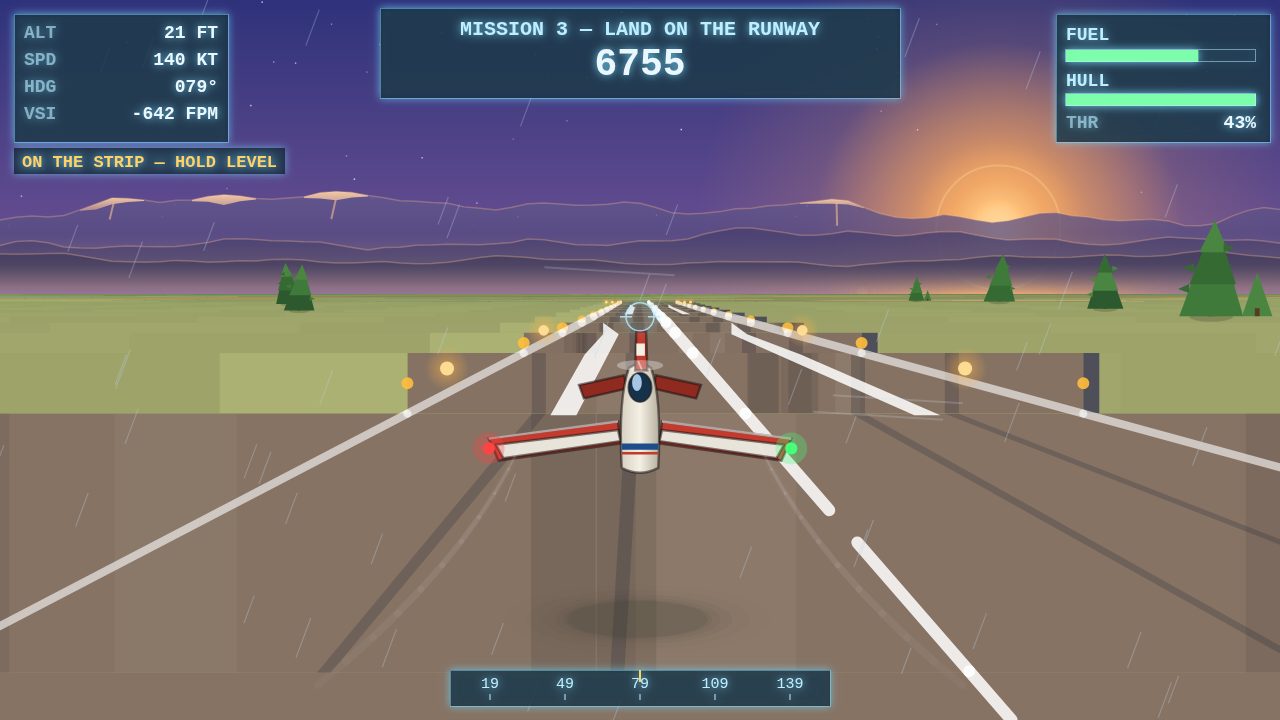 ALT 21 FT
SPD 140 KT
HDG 079°
VSI -642 FPM
ON THE STRIP — HOLD LEVEL
MISSION 3 — LAND ON THE RUNWAY
6755
FUEL
HULL
THR 43%
19 49 79 109 139